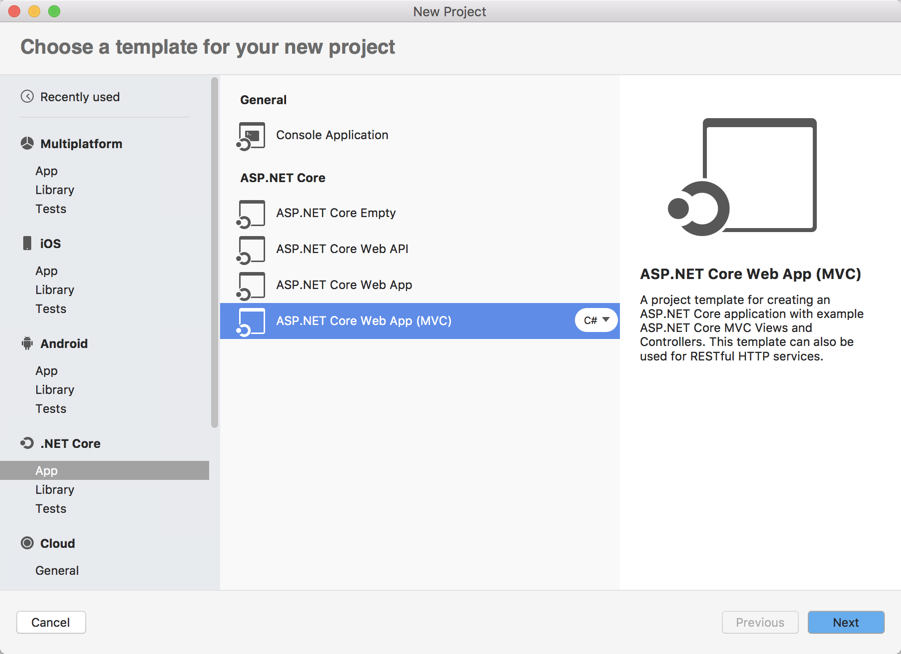 New Project
Choose a template for your new project
Recently used
Multiplatform
App
Library
Tests
iOS
App
Library
Tests
Android
App
Library
Tests
.NET Core
App
Library
Tests
Cloud
General
General
Console Application
ASP.NET Core
ASP.NET Core Empty
ASP.NET Core Web API
ASP.NET Core Web App
ASP.NET Core Web App (MVC)
C#
ASP.NET Core Web App (MVC)
A project template for creating an
ASP.NET Core application with example
ASP.NET Core MVC Views and
Controllers. This template can also be
used for RESTful HTTP services.
Cancel
Previous
Next